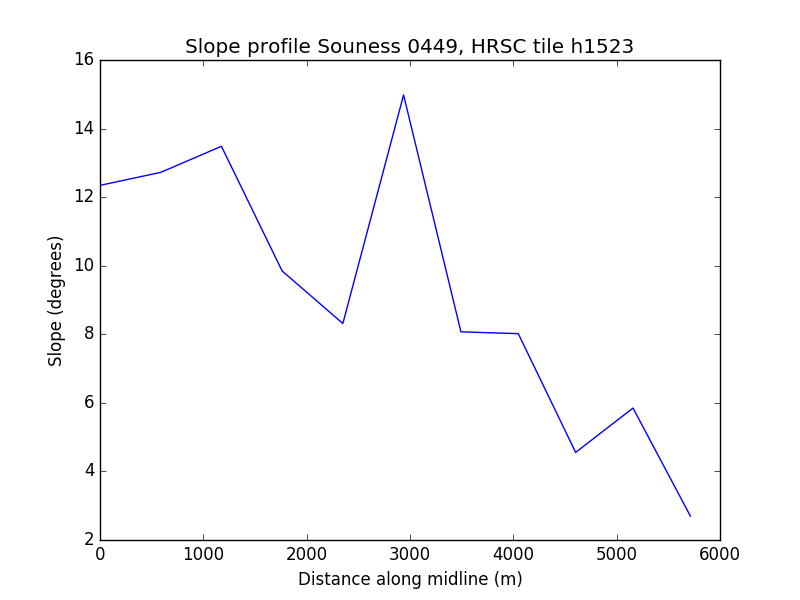 Slope profile Souness 0449, HRSC tile h1523
16
14
12
10
8
6
4
2
Slope (degrees)
0 1000 2000 3000 4000 5000 6000
Distance along midline (m)